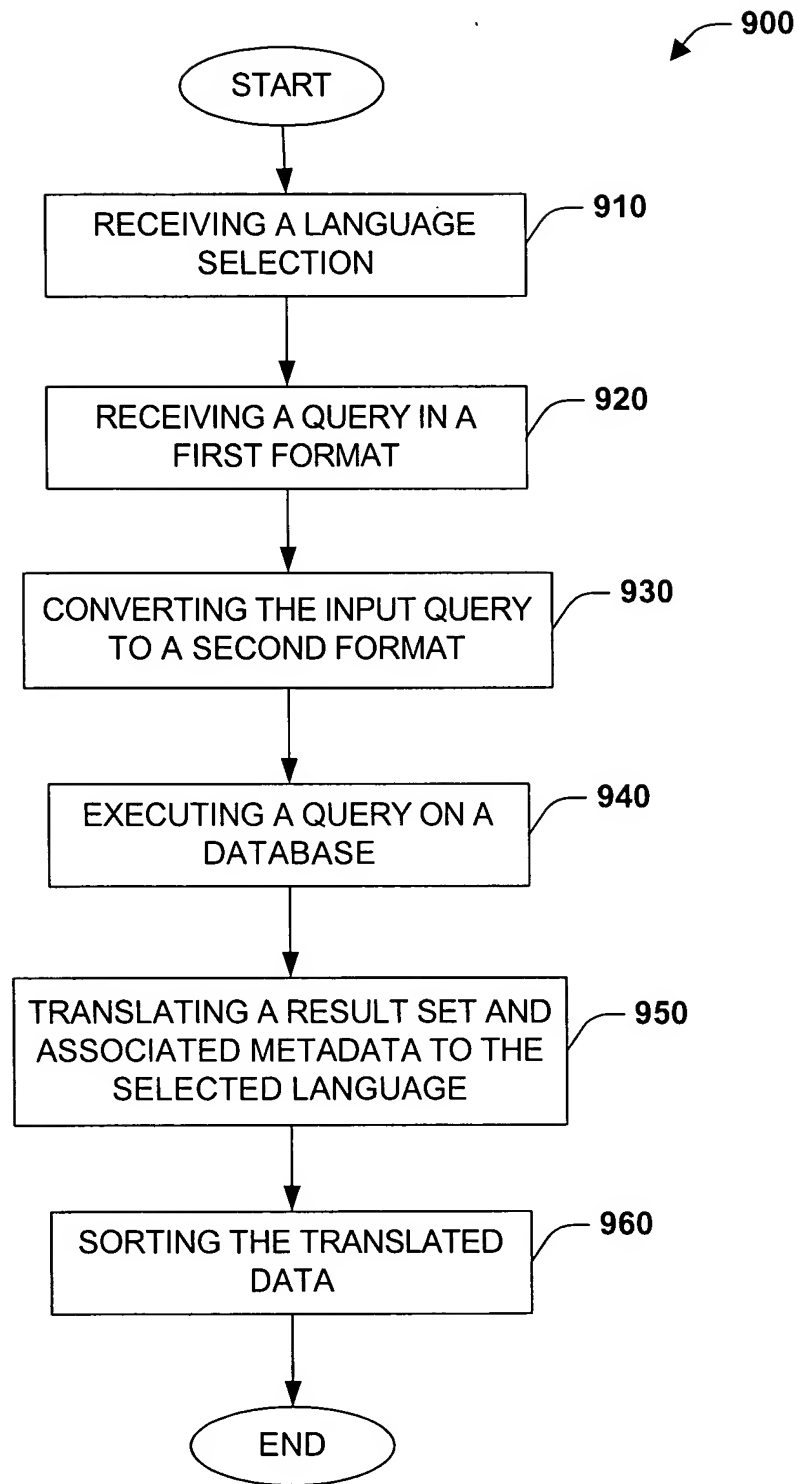 900
START
RECEIVING A LANGUAGE
SELECTION
910
RECEIVING A QUERY IN A
FIRST FORMAT
920
CONVERTING THE INPUT QUERY
TO A SECOND FORMAT
930
EXECUTING A QUERY ON A
DATABASE
940
TRANSLATING A RESULT SET AND
ASSOCIATED METADATA TO THE
SELECTED LANGUAGE
950
SORTING THE TRANSLATED
DATA
960
END